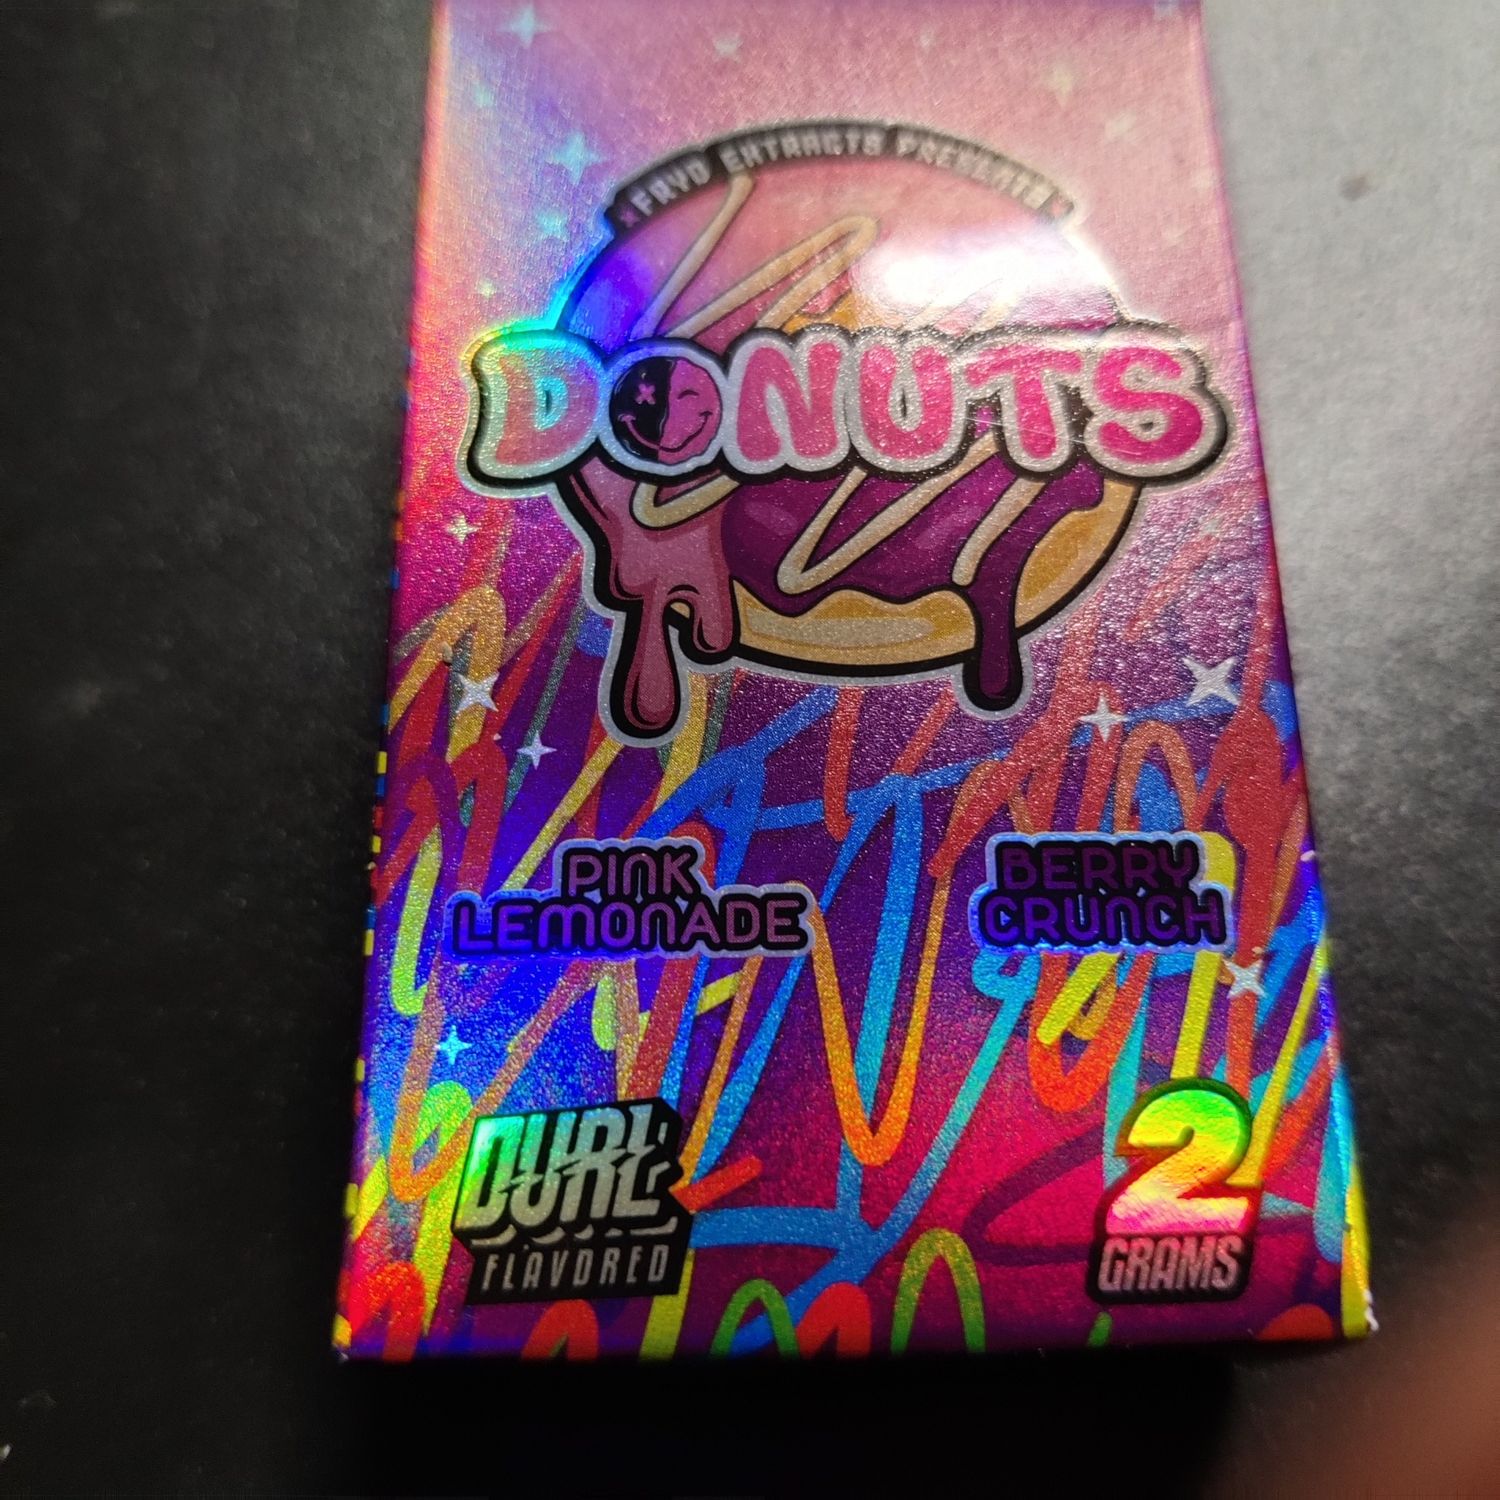 FRYD EXTRACTS PRESENTS
DONUTS
PINK
LEMONADE
BERRY
CRUNCH
DUAL
FLAVORED
2
GRAMS